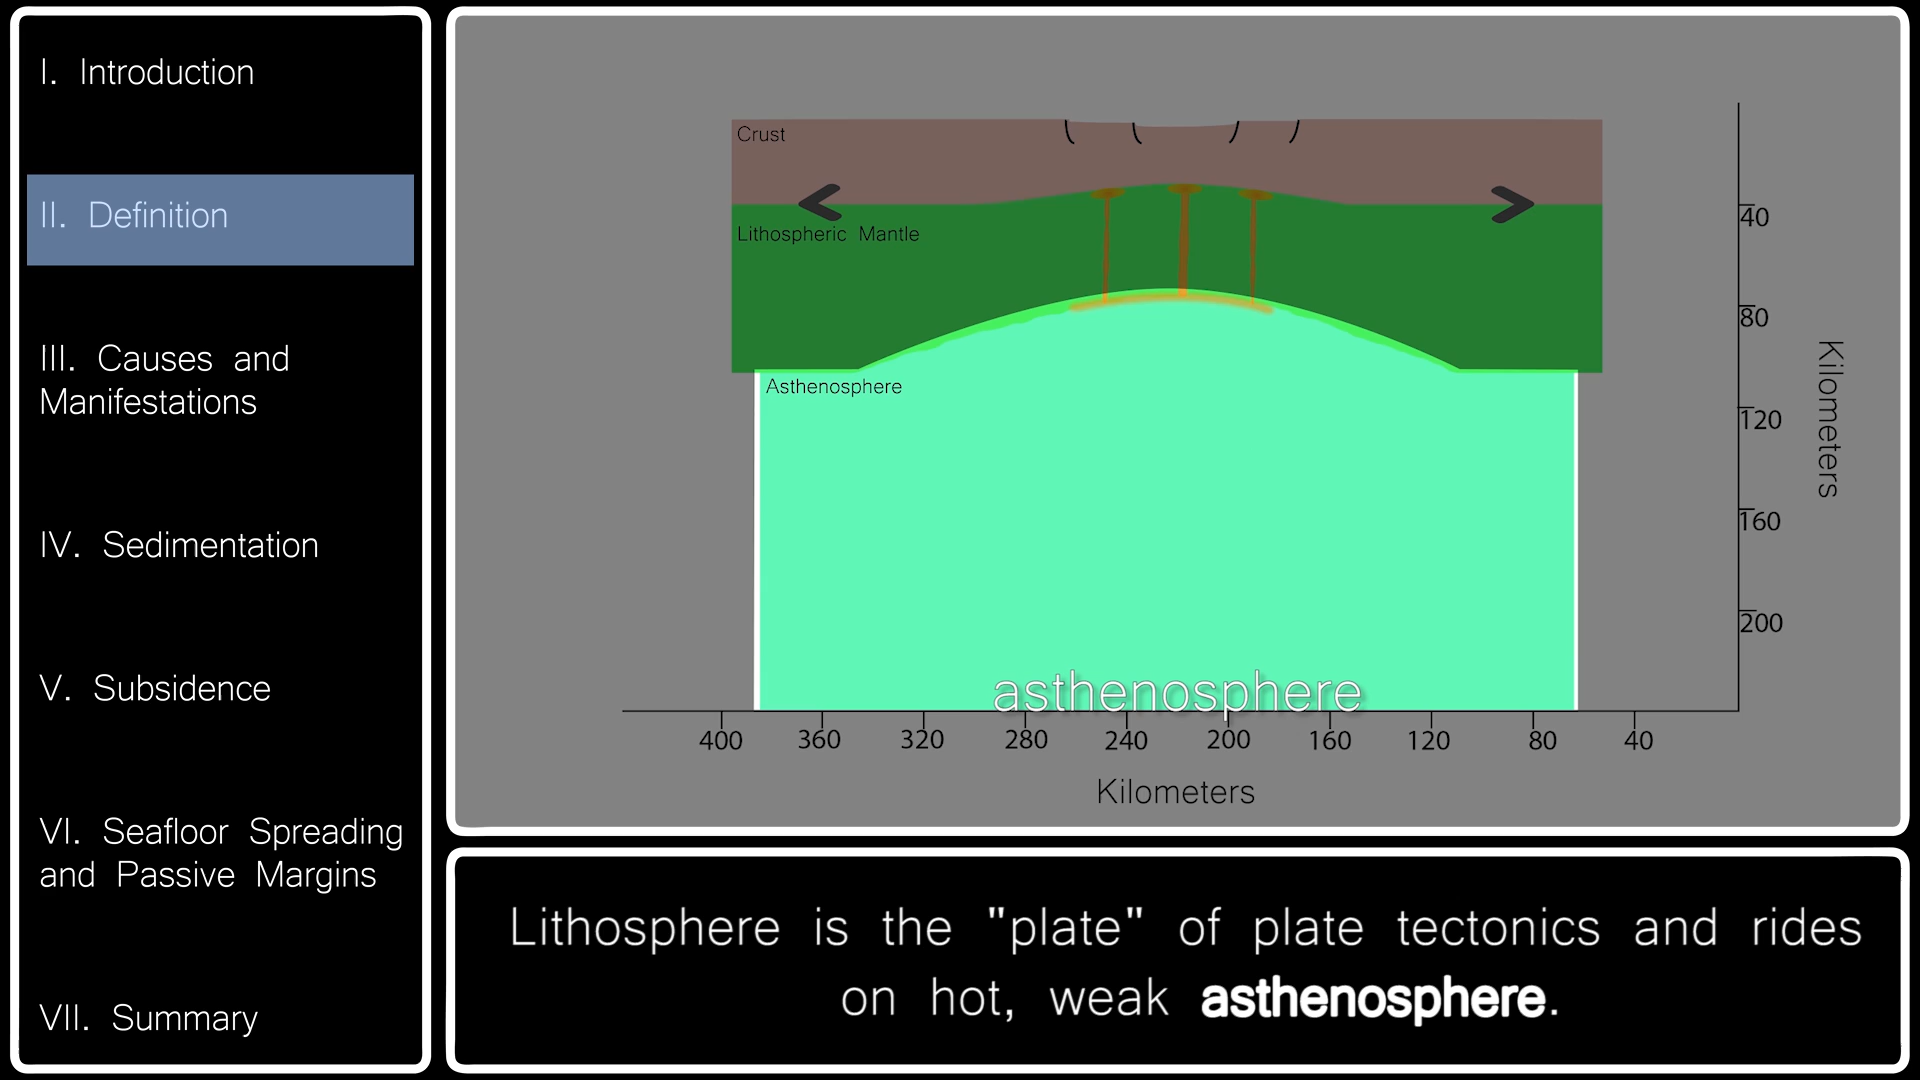 I. Introduction
II. Definition
III. Causes and
Manifestations
IV. Sedimentation
V. Subsidence
VI. Seafloor Spreading
and Passive Margins
VII. Summary
Crust
Lithospheric Mantle
Asthenosphere
asthenosphere
40
80
120
160
200
Kilometers
400 360 320 280 240 200 160 120 80 40
Kilometers
Lithosphere is the "plate" of plate tectonics and rides
on hot, weak asthenosphere.